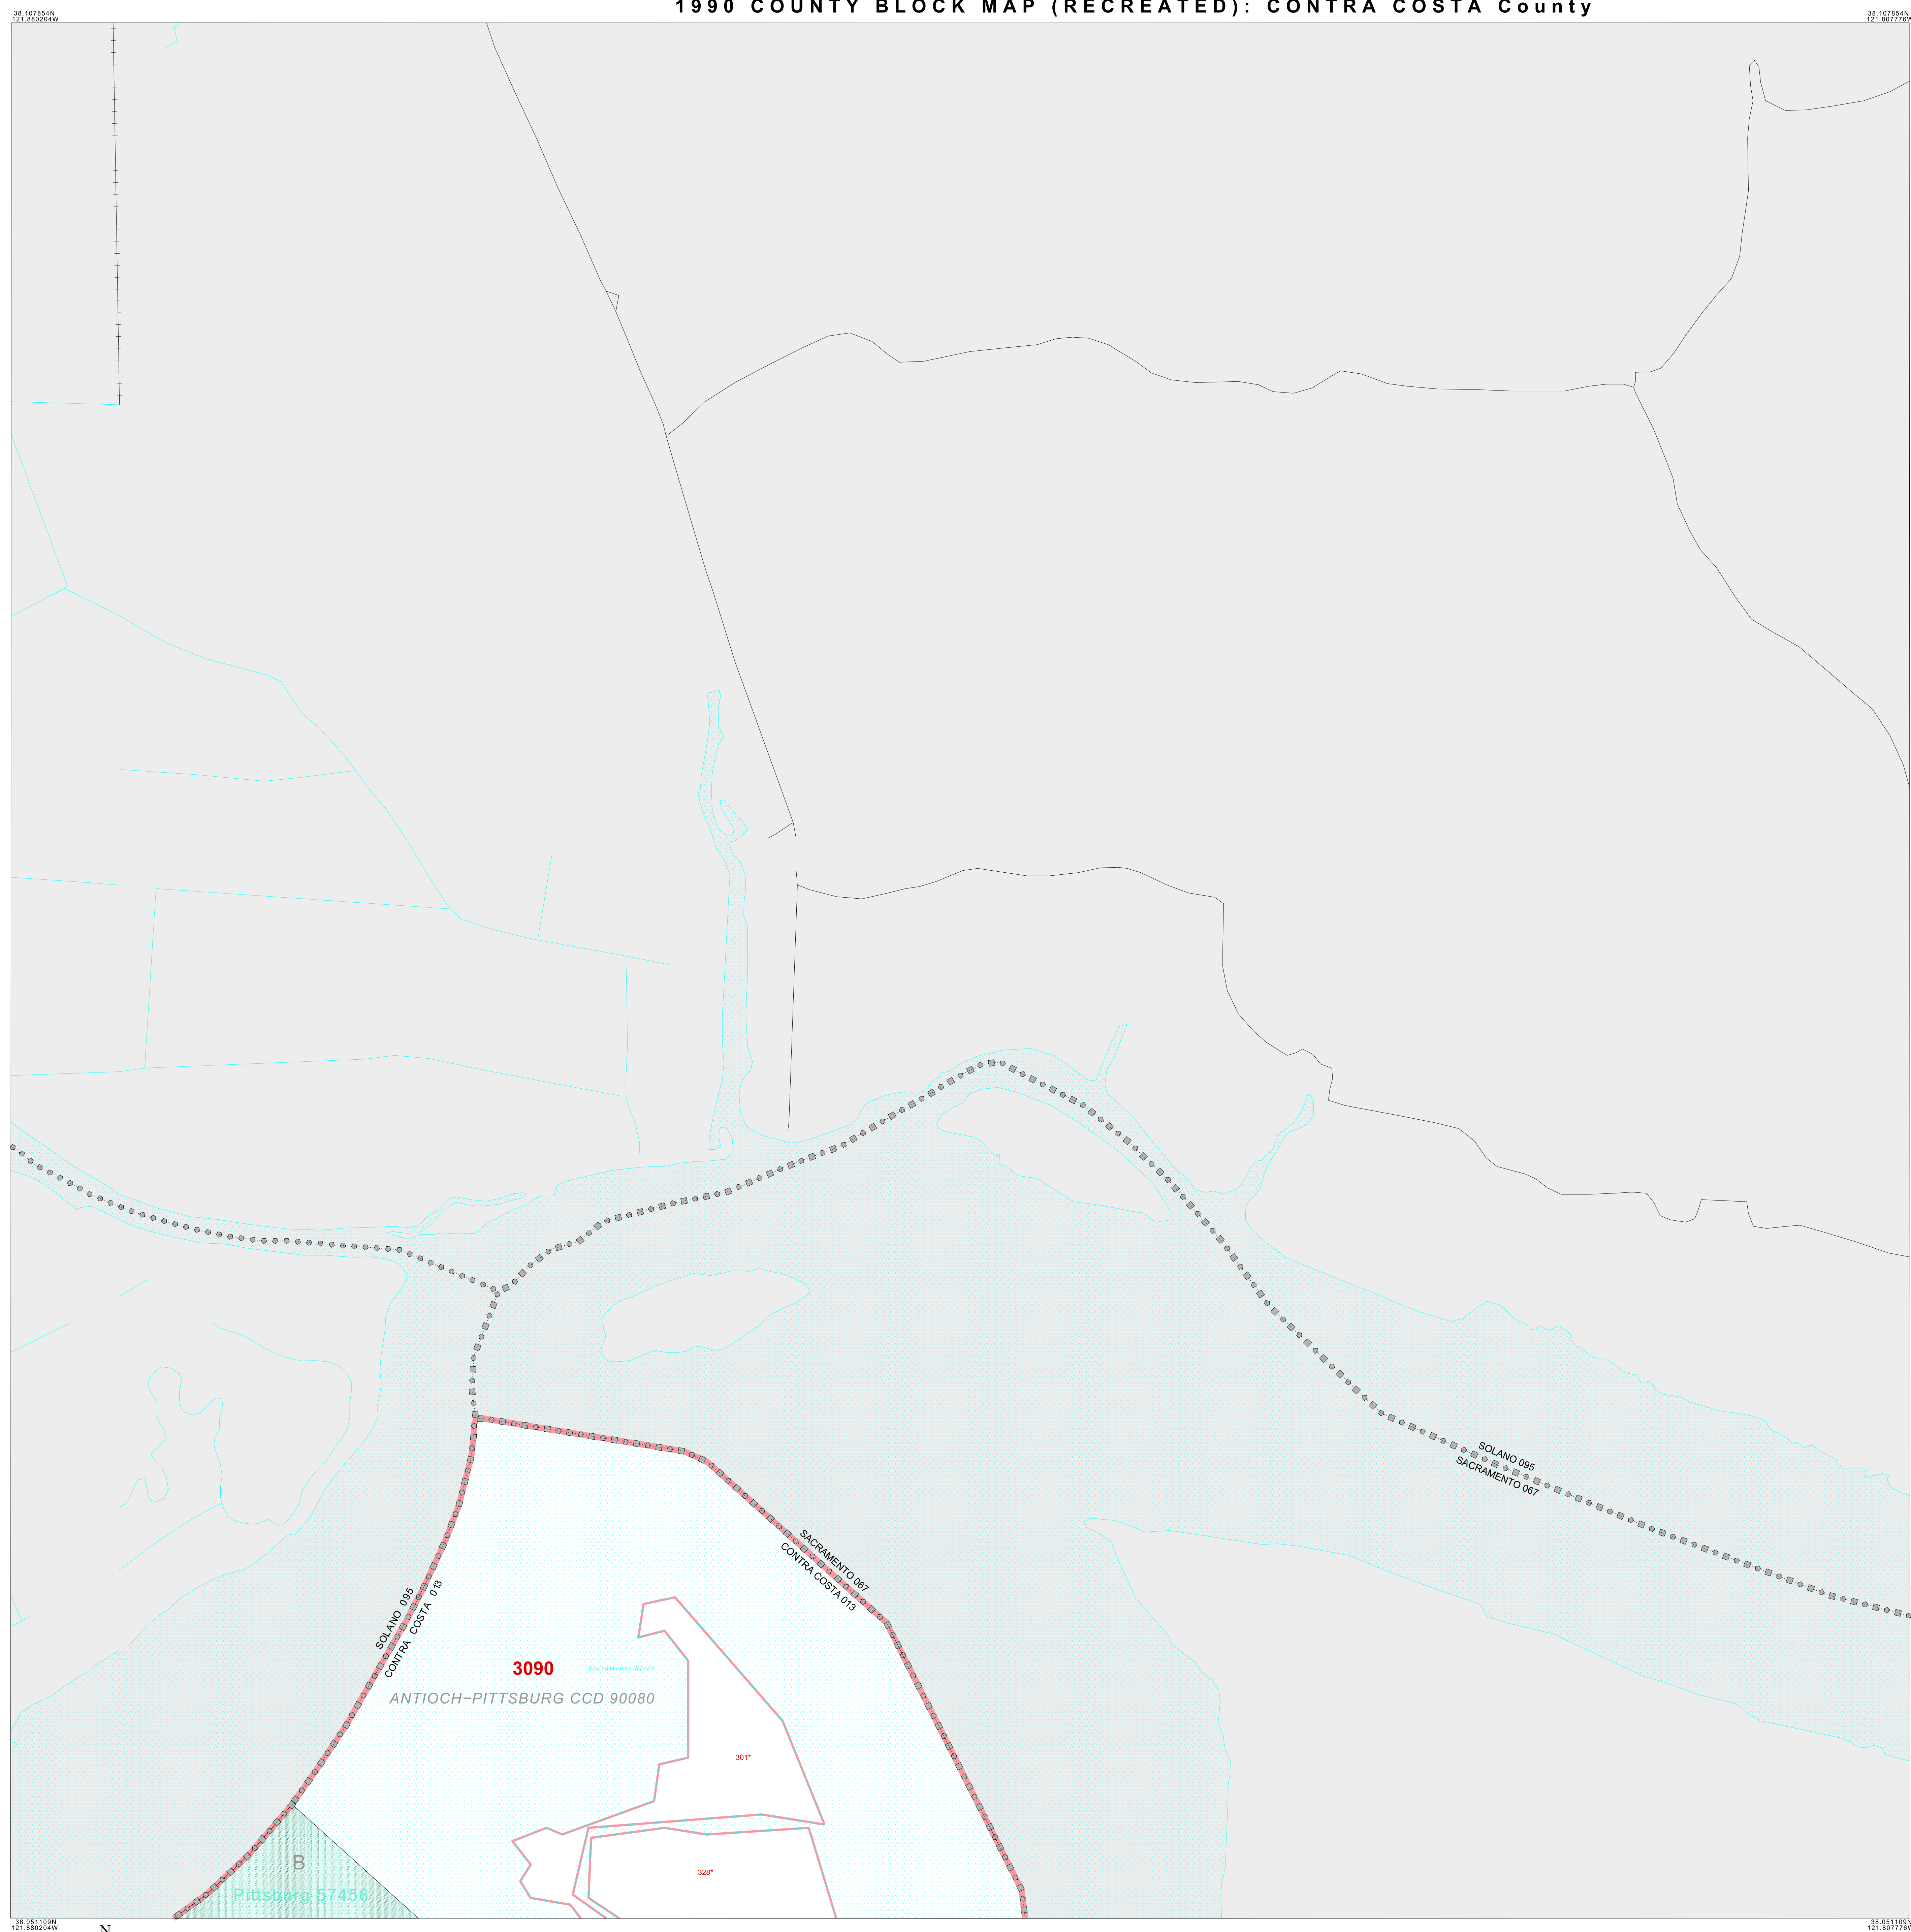 1990 COUNTY BLOCK MAP (RECREATED): CONTRA COSTA County
38.107854N
121.880204W
38.107854N
121.807776W
SOLANO 095
SACRAMENTO 067
SACRAMENTO 067
CONTRA COSTA 013
SOLANO 095
CONTRA COSTA 013
3090
Sacramento River
ANTIOCH-PITTSBURG CCD 90080
301*
328*
B
Pittsburg 57456
38.051109N
121.880204W
N
38.051109N
121.807776W